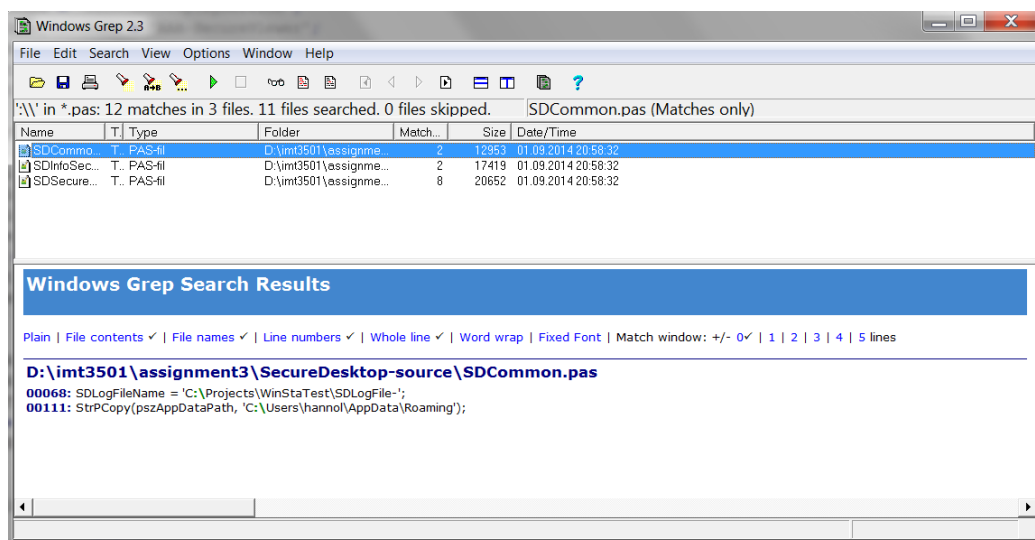 Windows Grep 2.3
File Edit Search View Options Window Help
':\\' in *.pas: 12 matches in 3 files. 11 files searched. 0 files skipped. SDCommon.pas (Matches only)
Name T. Type Folder Match... Size Date/Time
SDCommo... T.. PAS-fil D:\imt3501\assignme... 2 12953 01.09.2014 20:58:32
SDInfoSec... T.. PAS-fil D:\imt3501\assignme... 2 17419 01.09.2014 20:58:32
SDSecure... T.. PAS-fil D:\imt3501\assignme... 8 20652 01.09.2014 20:58:32
Windows Grep Search Results
Plain | File contents ✓ | File names ✓ | Line numbers ✓ | Whole line ✓ | Word wrap | Fixed Font | Match window: +/- 0✓ | 1 | 2 | 3 | 4 | 5 lines
D:\imt3501\assignment3\SecureDesktop-source\SDCommon.pas
00068: SDLogFileName = 'C:\Projects\WinStaTest\SDLogFile-';
00111: StrPCopy(pszAppDataPath, 'C:\Users\hannol\AppData\Roaming');